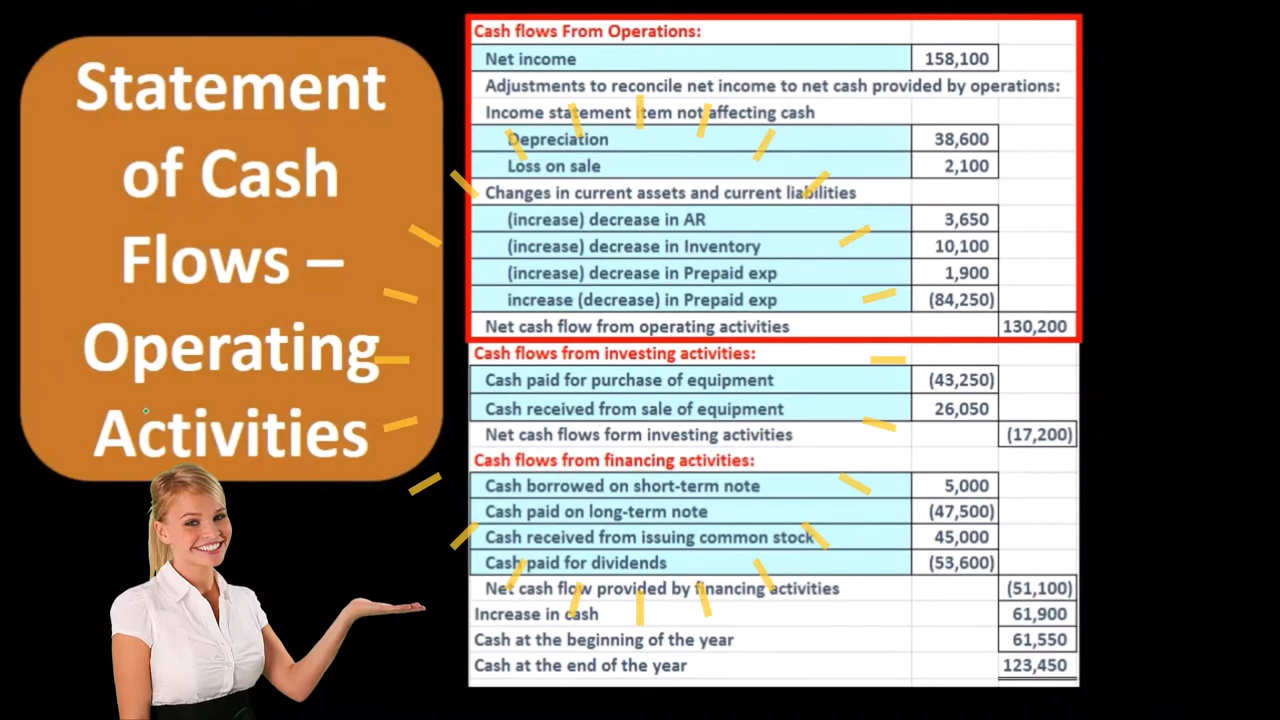 Statement
of Cash
Flows –
Operating
Activities
Cash flows From Operations:
Net income 158,100
Adjustments to reconcile net income to net cash provided by operations:
Income statement item not affecting cash
Depreciation 38,600
Loss on sale 2,100
Changes in current assets and current liabilities
(increase) decrease in AR 3,650
(increase) decrease in Inventory 10,100
(increase) decrease in Prepaid exp 1,900
increase (decrease) in Prepaid exp (84,250)
Net cash flow from operating activities 130,200
Cash flows from investing activities:
Cash paid for purchase of equipment (43,250)
Cash received from sale of equipment 26,050
Net cash flows form investing activities (17,200)
Cash flows from financing activities:
Cash borrowed on short-term note 5,000
Cash paid on long-term note (47,500)
Cash received from issuing common stock 45,000
Cash paid for dividends (53,600)
Net cash flow provided by financing activities (51,100)
Increase in cash 61,900
Cash at the beginning of the year 61,550
Cash at the end of the year 123,450